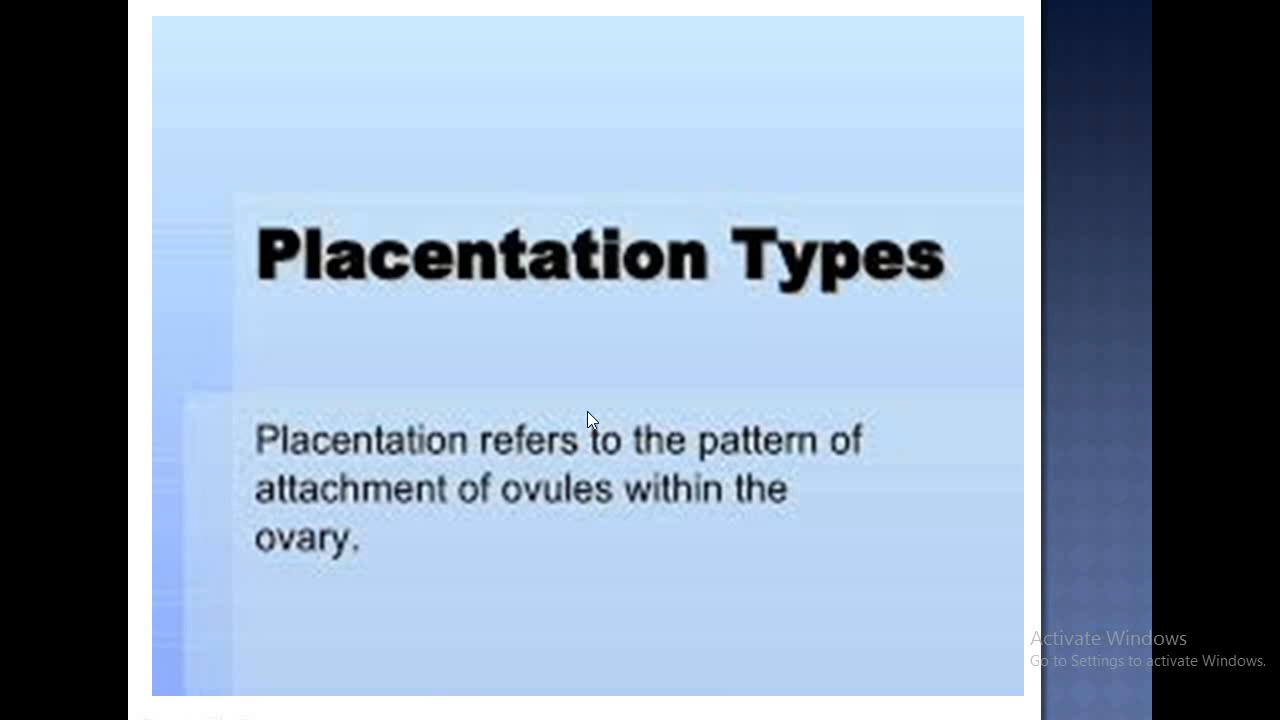 Placentation Types
Placentation refers to the pattern of
attachment of ovules within the
ovary.
Activate Windows
Go to Settings to activate Windows.